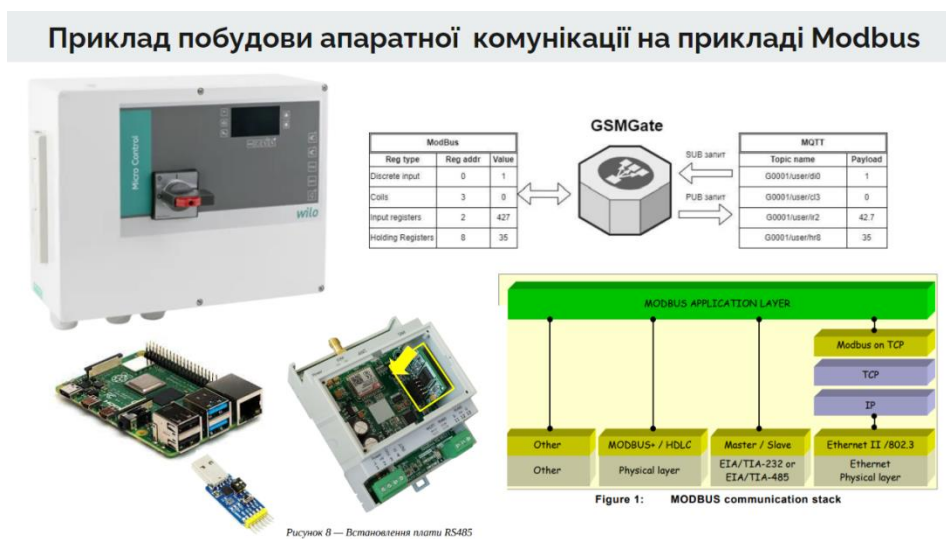 Приклад побудови апаратної комунікації на прикладі Modbus
Micro Control
wilo
GSMGate
ModBus
Reg type Reg addr Value
Discrete input 0 1
Coils 3 0
Input registers 2 427
Holding Registers 8 35
SUB запит
PUB запит
MQTT
Topic name Payload
G0001/user/di0 1
G0001/user/cl3 0
G0001/user/ir2 42.7
G0001/user/hr8 35
MODBUS APPLICATION LAYER
Modbus on TCP
TCP
IP
Other MODBUS+ / HDLC Master / Slave Ethernet II /802.3
Other Physical layer EIA/TIA-232 or EIA/TIA-485 Ethernet Physical layer
Figure 1: MODBUS communication stack
Рисунок 8 — Встановлення плати RS485